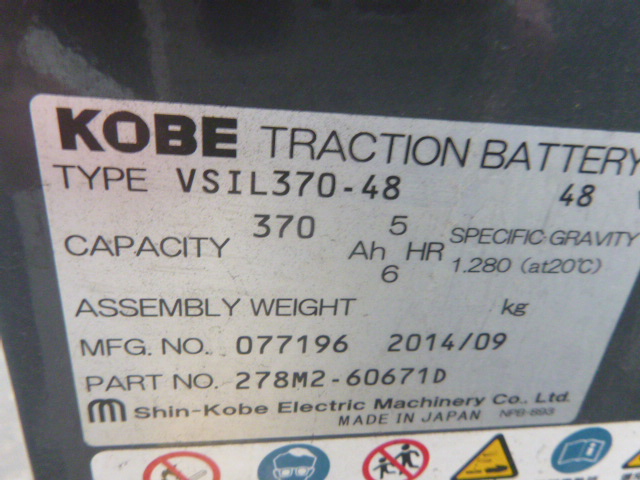 KOBE TRACTION BATTERY
TYPE VSIL370-48 48
CAPACITY 370 Ah 5 HR 6 SPECIFIC GRAVITY
1.280 (at20℃)
ASSEMBLY WEIGHT kg
MFG. NO. 077196 2014/09
PART NO. 278M2-60671D
Shin-Kobe Electric Machinery Co., Ltd.
MADE IN JAPAN NPB-893